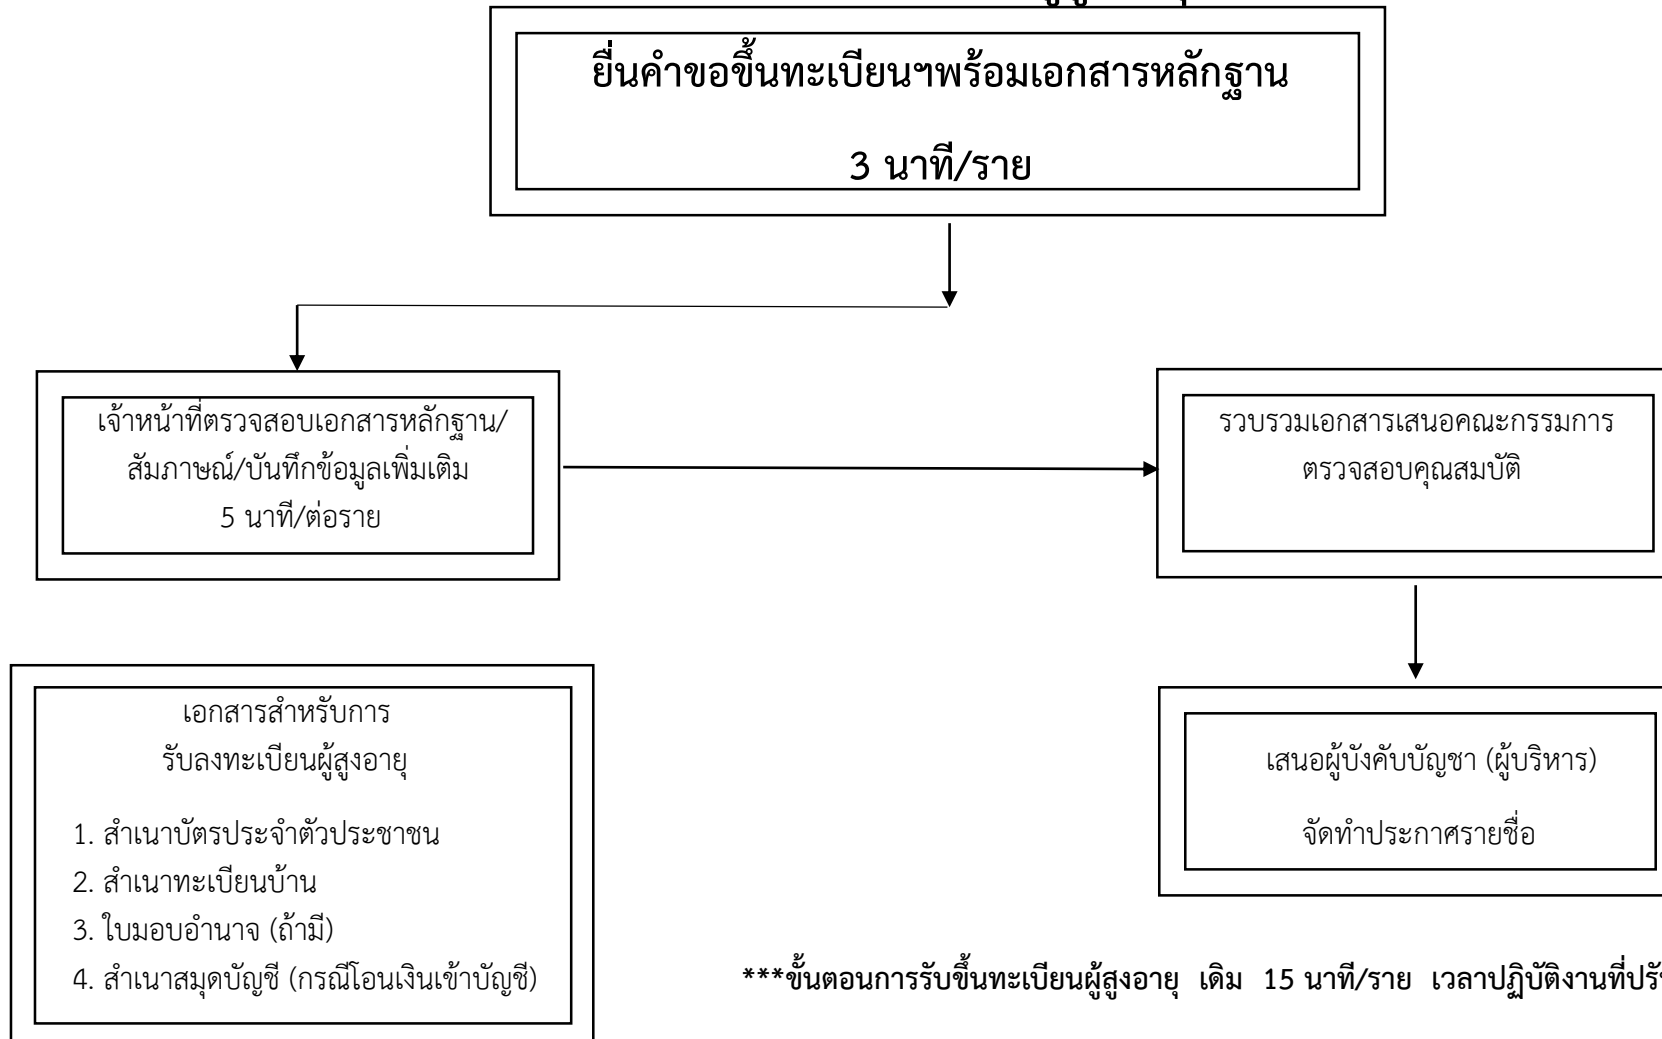 ยื่นคำขอขึ้นทะเบียนฯพร้อมเอกสารหลักฐาน
3 นาที/ราย
เจ้าหน้าที่ตรวจสอบเอกสารหลักฐาน/
สัมภาษณ์/บันทึกข้อมูลเพิ่มเติม
5 นาที/ต่อราย
รวบรวมเอกสารเสนอคณะกรรมการ
ตรวจสอบคุณสมบัติ
เอกสารสำหรับการ
รับลงทะเบียนผู้สูงอายุ
1. สำเนาบัตรประจำตัวประชาชน
2. สำเนาทะเบียนบ้าน
3. ใบมอบอำนาจ (ถ้ามี)
4. สำเนาสมุดบัญชี (กรณีโอนเงินเข้าบัญชี)
เสนอผู้บังคับบัญชา (ผู้บริหาร)
จัดทำประกาศรายชื่อ
***ขั้นตอนการรับขึ้นทะเบียนผู้สูงอายุ เดิม 15 นาที/ราย เวลาปฏิบัติงานที่